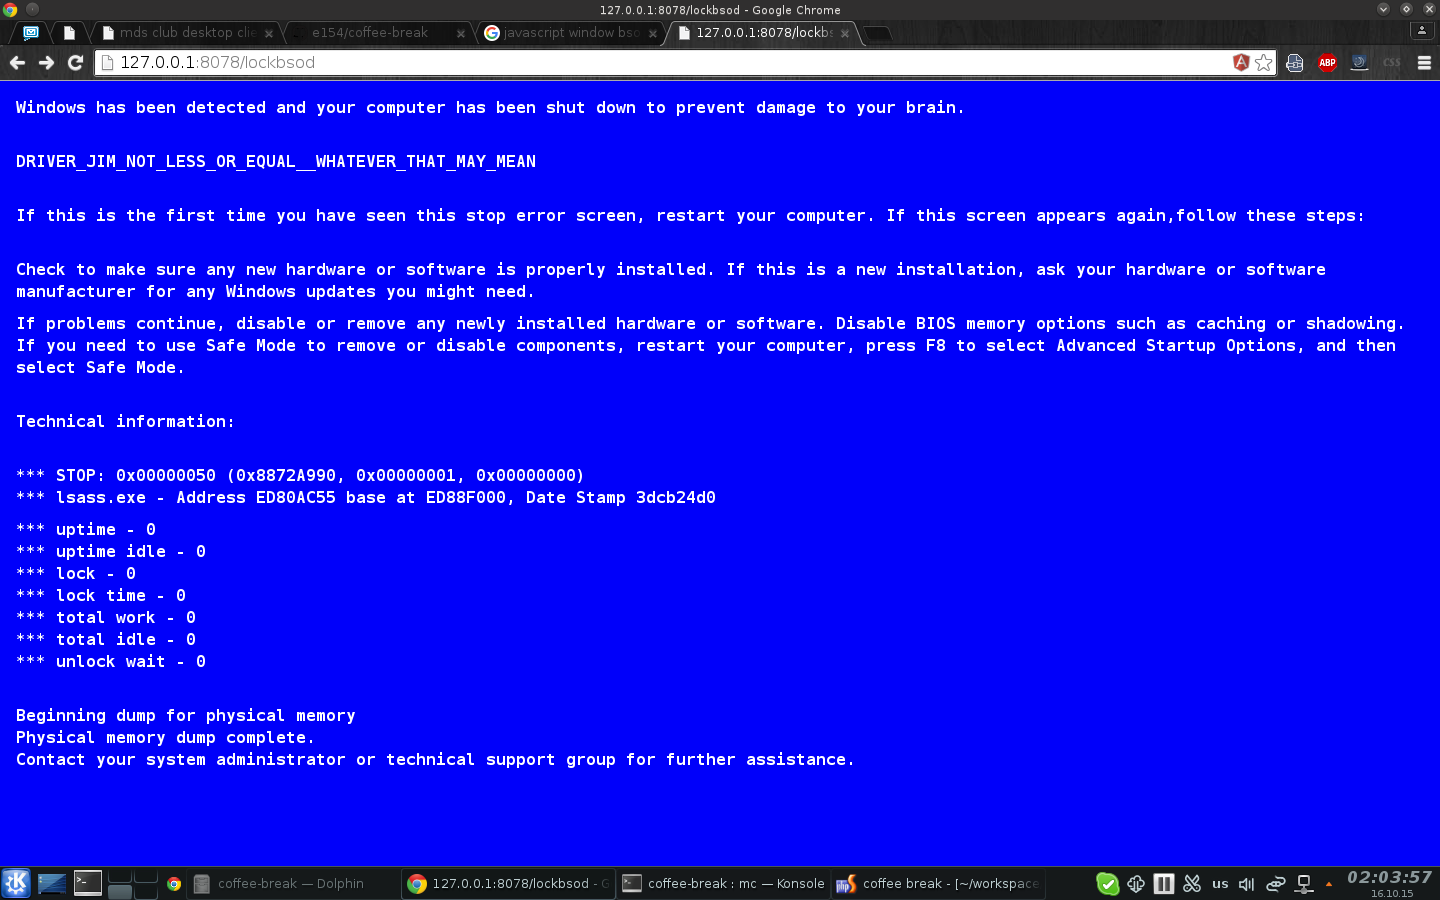 127.0.0.1:8078/lockbsod - Google Chrome
mds club desktop clie
e154/coffee-break
javascript window bso
127.0.0.1:8078/lockbs
127.0.0.1:8078/lockbsod
ABP
CSS
Windows has been detected and your computer has been shut down to prevent damage to your brain.
DRIVER_JIM_NOT_LESS_OR_EQUAL__WHATEVER_THAT_MAY_MEAN
If this is the first time you have seen this stop error screen, restart your computer. If this screen appears again,follow these steps:
Check to make sure any new hardware or software is properly installed. If this is a new installation, ask your hardware or software
manufacturer for any Windows updates you might need.
If problems continue, disable or remove any newly installed hardware or software. Disable BIOS memory options such as caching or shadowing.
If you need to use Safe Mode to remove or disable components, restart your computer, press F8 to select Advanced Startup Options, and then
select Safe Mode.
Technical information:
*** STOP: 0x00000050 (0x8872A990, 0x00000001, 0x00000000)
*** lsass.exe - Address ED80AC55 base at ED88F000, Date Stamp 3dcb24d0
*** uptime - 0
*** uptime idle - 0
*** lock - 0
*** lock time - 0
*** total work - 0
*** total idle - 0
*** unlock wait - 0
Beginning dump for physical memory
Physical memory dump complete.
Contact your system administrator or technical support group for further assistance.
coffee-break — Dolphin
127.0.0.1:8078/lockbsod - G
coffee-break : mc — Konsole
coffee break - [~/workspace
us
02:03:57
16.10.15